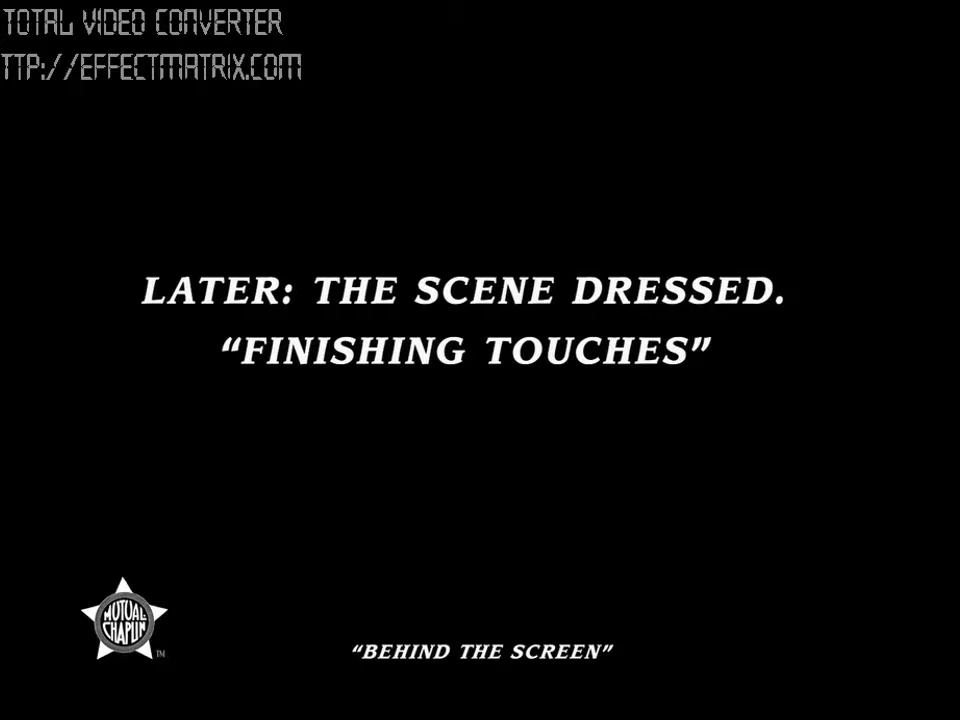 TOTAL VIDEO CONVERTER
TTP://EFFECTMATRIX.COM
LATER: THE SCENE DRESSED.
“FINISHING TOUCHES”
MUTUAL-
CHAPLIN
TM
“BEHIND THE SCREEN”